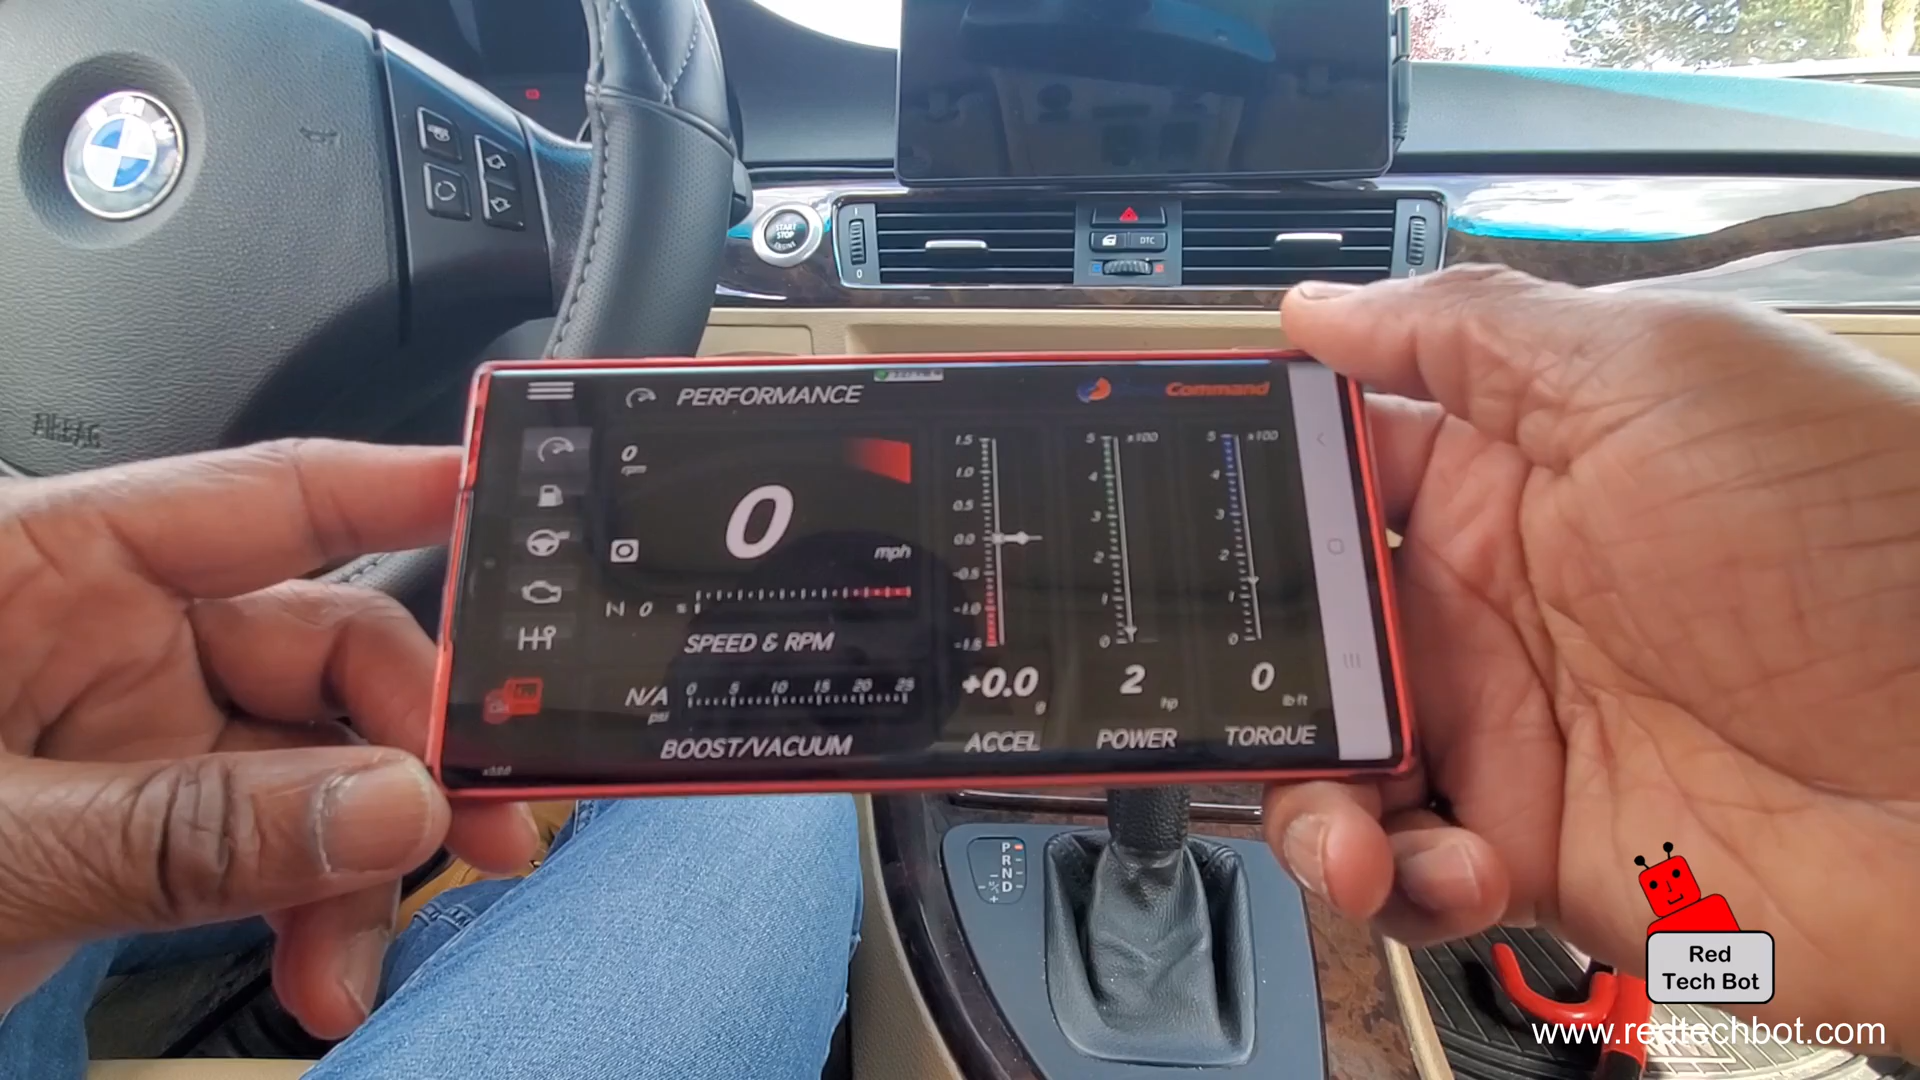 BMW
AIRBAG
START
STOP
ENGINE
DTC
PERFORMANCE
Command
0
rpm
0
mph
N 0
SPEED & RPM
N/A
psi
0 5 10 15 20 25
BOOST/VACUUM
1.5
1.0
0.5
0.0
-0.5
-1.0
-1.5
+0.0
g
ACCEL
5 x100
4
3
2
1
0
2
hp
POWER
5 x100
4
3
2
1
0
0
lb-ft
TORQUE
P
R
N
D
Red
Tech Bot
www.redtechbot.com